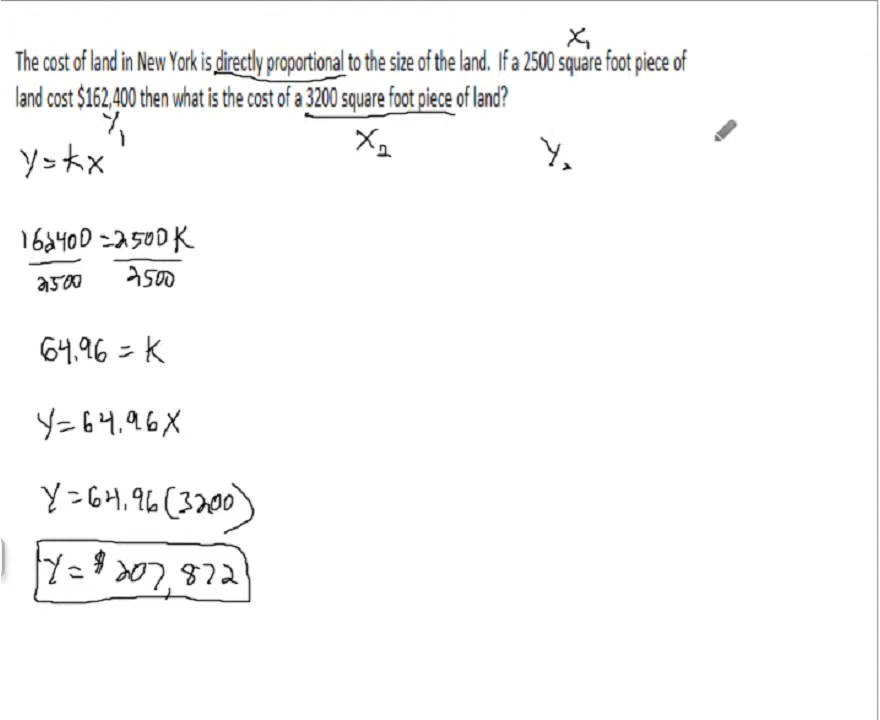 X₁
The cost of land in New York is directly proportional to the size of the land. If a 2500 square foot piece of
land cost $162,400 then what is the cost of a 3200 square foot piece of land?
Y₁
X₂
Y₂
Y=kx
162400 = 2500K
2500 2500
64.96 = K
Y=64.96X
Y=64.96(3200)
Y=$207,872